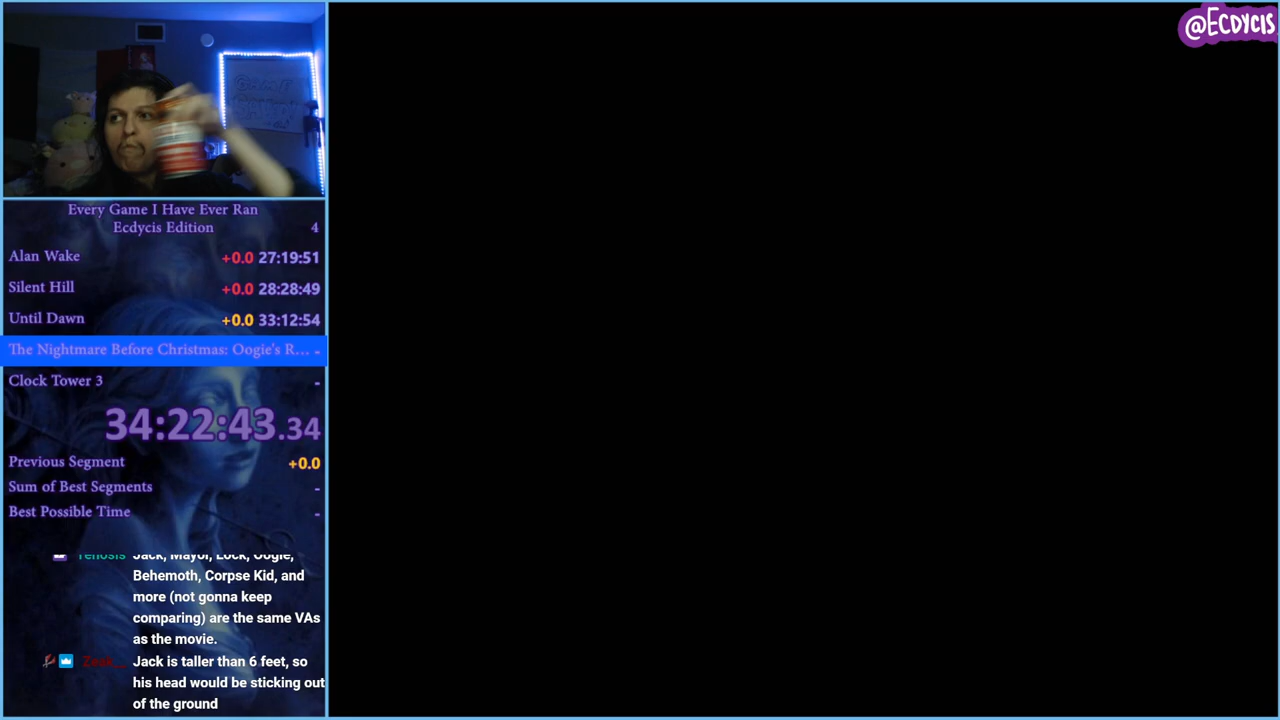 @ECDYCIS
Every Game I Have Ever Ran
Ecdycis Edition 4
Alan Wake +0.0 27:19:51
Silent Hill +0.0 28:28:49
Until Dawn +0.0 33:12:54
The Nightmare Before Christmas: Oogie's R... -
Clock Tower 3 -
34:22:43.34
Previous Segment +0.0
Sum of Best Segments -
Best Possible Time -
Jack, Mayor, Lock, Oogie,
Behemoth, Corpse Kid, and
more (not gonna keep
comparing) are the same VAs
as the movie.
Jack is taller than 6 feet, so
his head would be sticking out
of the ground